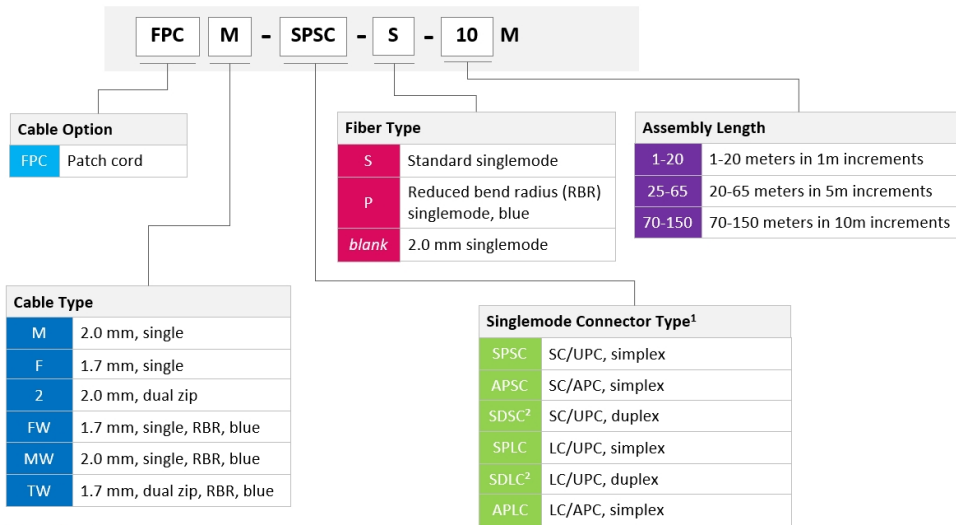 FPC M - SPSC - S - 10 M
Cable Option
FPC Patch cord
Fiber Type
S Standard singlemode
P Reduced bend radius (RBR)
singlemode, blue
blank 2.0 mm singlemode
Assembly Length
1-20 1-20 meters in 1m increments
25-65 20-65 meters in 5m increments
70-150 70-150 meters in 10m increments
Cable Type
M 2.0 mm, single
F 1.7 mm, single
2 2.0 mm, dual zip
FW 1.7 mm, single, RBR, blue
MW 2.0 mm, single, RBR, blue
TW 1.7 mm, dual zip, RBR, blue
Singlemode Connector Type¹
SPSC SC/UPC, simplex
APSC SC/APC, simplex
SDSC² SC/UPC, duplex
SPLC LC/UPC, simplex
SDLC² LC/UPC, duplex
APLC LC/APC, simplex